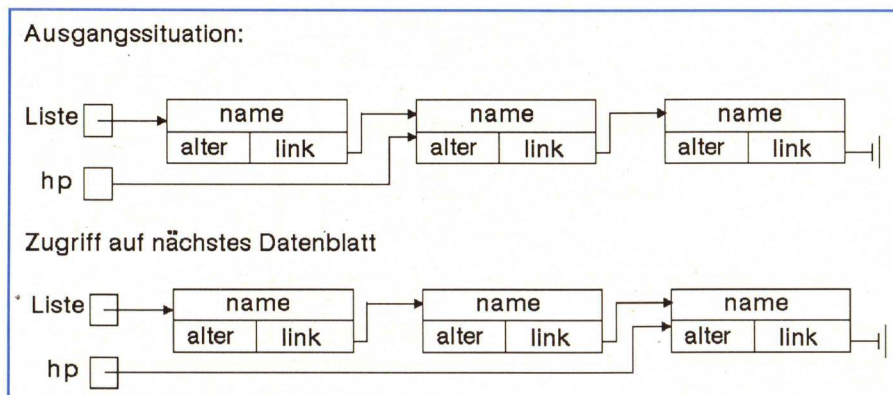 Ausgangssituation:
Liste name name name
alter link alter link alter link
hp
Zugriff auf nächstes Datenblatt
Liste name name name
alter link alter link alter link
hp